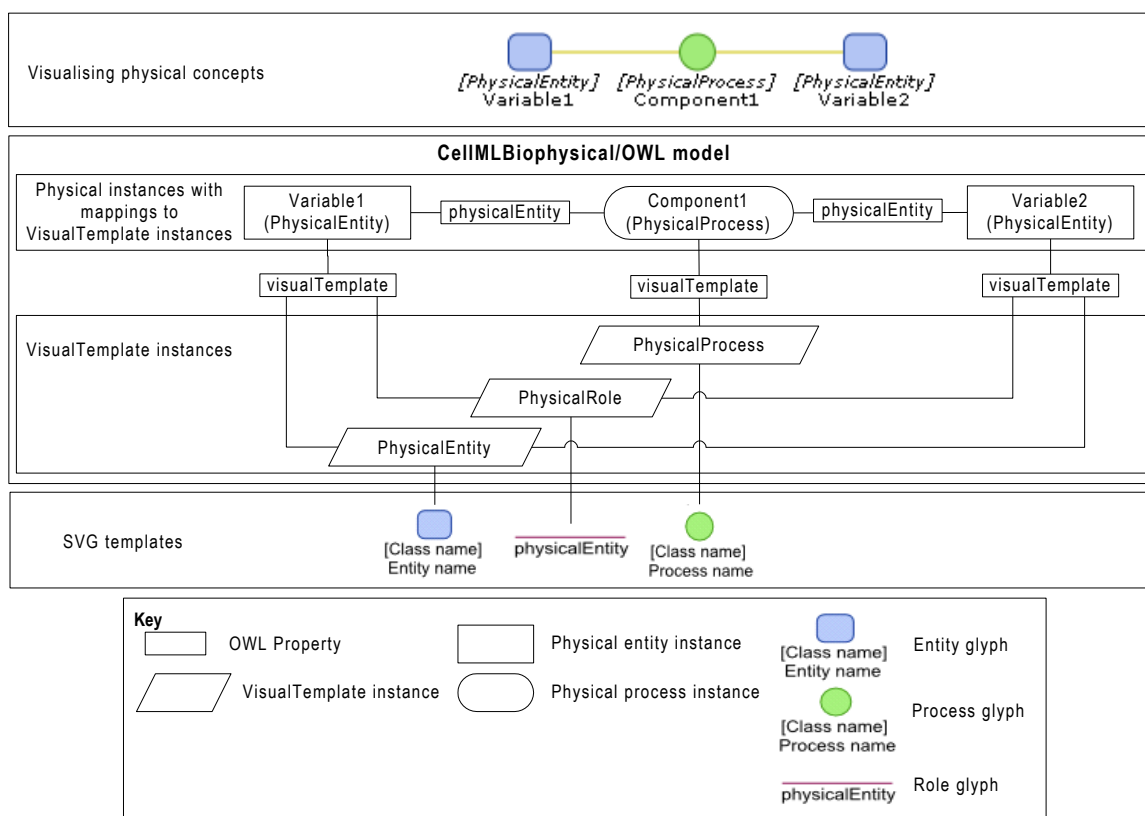 Visualising physical concepts
[PhysicalEntity] [PhysicalProcess] [PhysicalEntity]
Variable1 Component1 Variable2
CellMLBiophysical/OWL model
Physical instances with
mappings to
VisualTemplate instances
Variable1
(PhysicalEntity)
physicalEntity
Component1
(PhysicalProcess)
physicalEntity
Variable2
(PhysicalEntity)
visualTemplate
visualTemplate
visualTemplate
VisualTemplate instances
PhysicalProcess
PhysicalRole
PhysicalEntity
SVG templates
[Class name]
Entity name
physicalEntity
[Class name]
Process name
Key
OWL Property
Physical entity instance
[Class name]
Entity name
Entity glyph
VisualTemplate instance
Physical process instance
[Class name]
Process name
Process glyph
physicalEntity
Role glyph